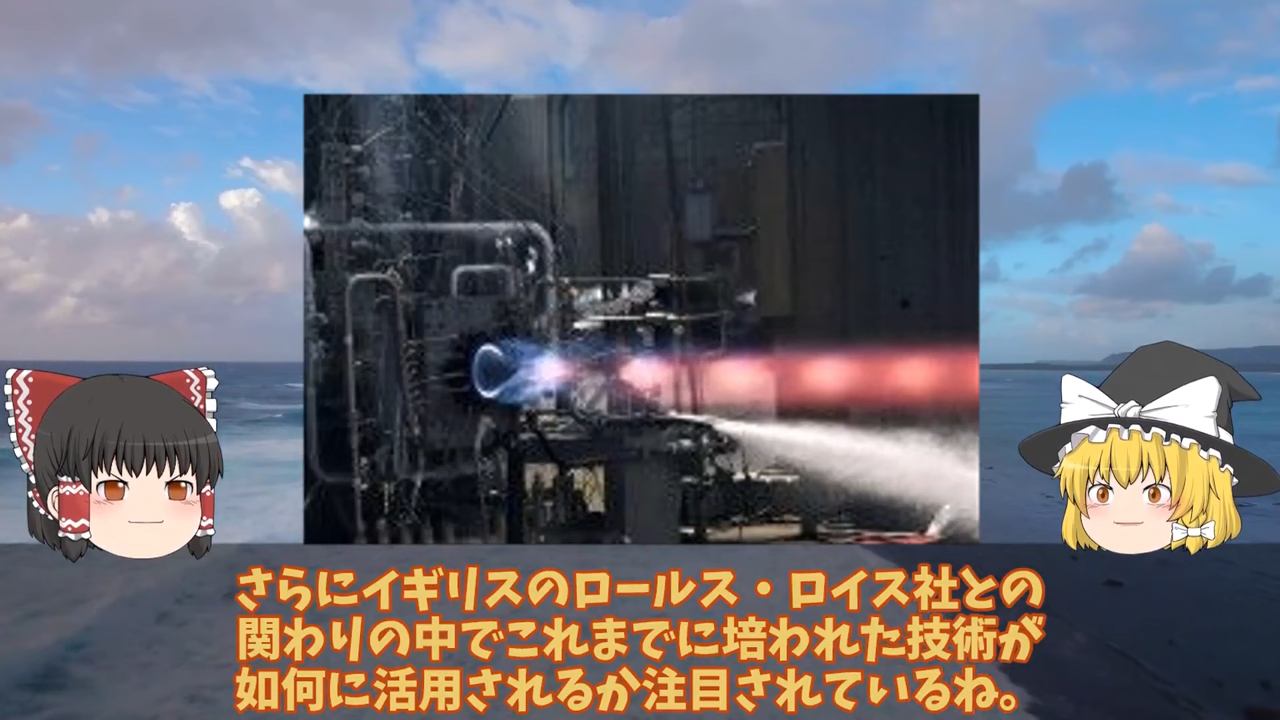 さらにイギリスのロールス・ロイス社との
関わりの中でこれまでに培われた技術が
如何に活用されるか注目されているね。